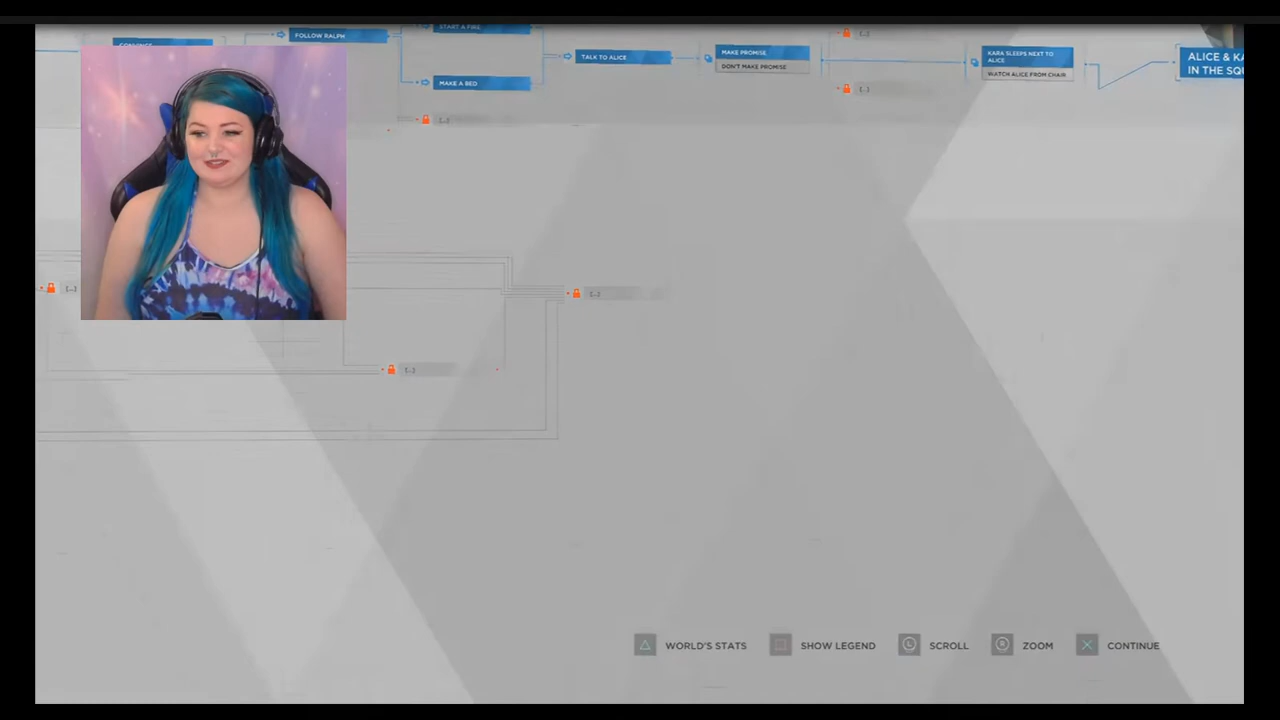 START A FIRE
FOLLOW RALPH
MAKE PROMISE
KARA SLEEPS NEXT TO
ALICE
ALICE & KA
TALK TO ALICE
DON'T MAKE PROMISE
WATCH ALICE FROM CHAIR
IN THE SQU
MAKE A BED
[...]
[...]
[...]
[...]
[...]
[...]
WORLD'S STATS
SHOW LEGEND
SCROLL
ZOOM
CONTINUE